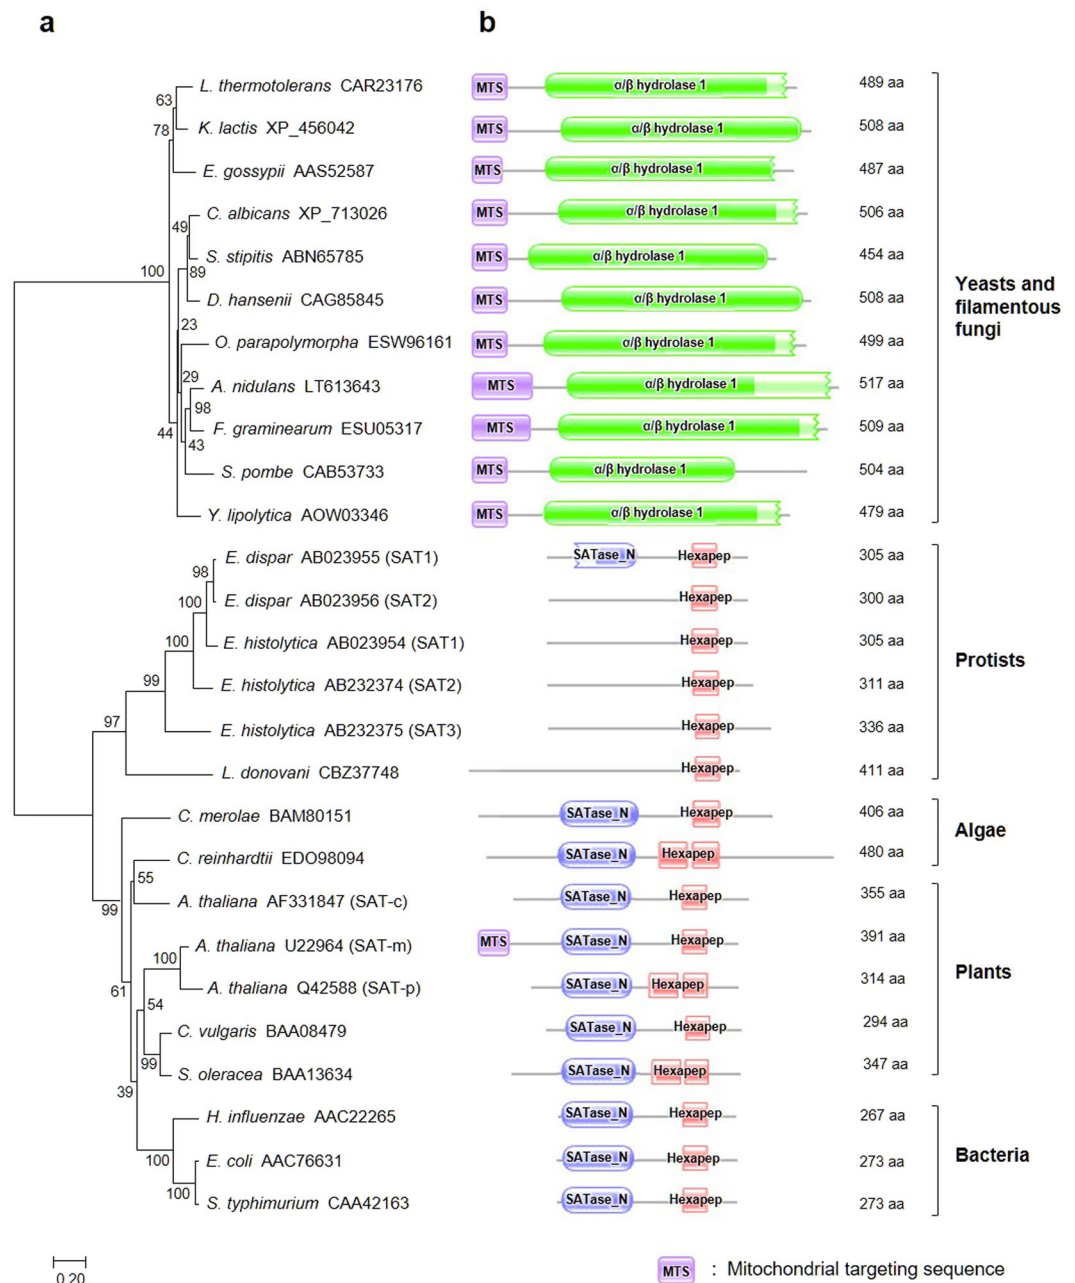 a b
63
78
L. thermotolerans CAR23176 MTS α/β hydrolase 1 489 aa
K. lactis XP_456042 MTS α/β hydrolase 1 508 aa
E. gossypii AAS52587 MTS α/β hydrolase 1 487 aa
49
89
C. albicans XP_713026 MTS α/β hydrolase 1 506 aa
S. stipitis ABN65785 MTS α/β hydrolase 1 454 aa
100
D. hansenii CAG85845 MTS α/β hydrolase 1 508 aa
Yeasts and
filamentous
fungi
23
O. parapolymorpha ESW96161 MTS α/β hydrolase 1 499 aa
29
A. nidulans LT613643 MTS α/β hydrolase 1 517 aa
98
F. graminearum ESU05317 MTS α/β hydrolase 1 509 aa
44
43
S. pombe CAB53733 MTS α/β hydrolase 1 504 aa
Y. lipolytica AOW03346 MTS α/β hydrolase 1 479 aa
E. dispar AB023955 (SAT1) SATase_N Hexapep 305 aa
98
100
E. dispar AB023956 (SAT2) Hexapep 300 aa
100
E. histolytica AB023954 (SAT1) Hexapep 305 aa
Protists
99
E. histolytica AB232374 (SAT2) Hexapep 311 aa
97
E. histolytica AB232375 (SAT3) Hexapep 336 aa
L. donovani CBZ37748 Hexapep 411 aa
C. merolae BAM80151 SATase_N Hexapep 406 aa
Algae
C. reinhardtii EDO98094 SATase_N Hexapep 480 aa
55
99
A. thaliana AF331847 (SAT-c) SATase_N Hexapep 355 aa
A. thaliana U22964 (SAT-m) MTS SATase_N Hexapep 391 aa
100
Plants
61
A. thaliana Q42588 (SAT-p) SATase_N Hexapep 314 aa
54
C. vulgaris BAA08479 SATase_N Hexapep 294 aa
99
S. oleracea BAA13634 SATase_N Hexapep 347 aa
39
H. influenzae AAC22265 SATase_N Hexapep 267 aa
100
Bacteria
E. coli AAC76631 SATase_N Hexapep 273 aa
100
S. typhimurium CAA42163 SATase_N Hexapep 273 aa
0.20
MTS : Mitochondrial targeting sequence